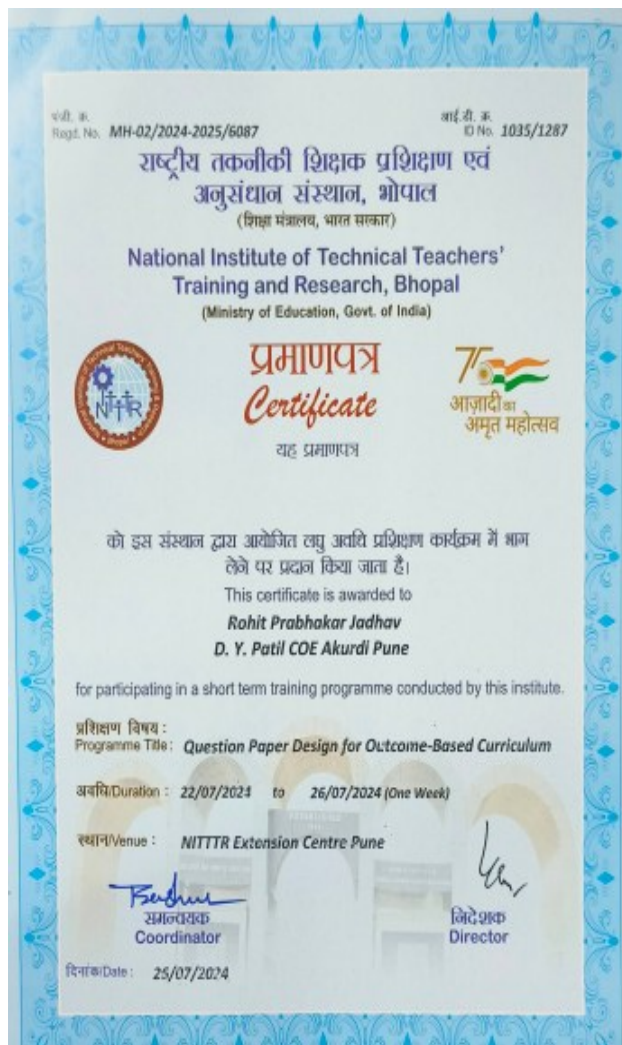 पंजी. क्र.
Regd. No. MH-02/2024-2025/6087
आई.डी. क्र.
ID No. 1035/1287
राष्ट्रीय तकनीकी शिक्षक प्रशिक्षण एवं
अनुसंधान संस्थान, भोपाल
(शिक्षा मंत्रालय, भारत सरकार)
National Institute of Technical Teachers'
Training and Research, Bhopal
(Ministry of Education, Govt. of India)
NITTTR
प्रमाणपत्र
Certificate
75
आज़ादी का
अमृत महोत्सव
यह प्रमाणपत्र
को इस संस्थान द्वारा आयोजित लघु अवधि प्रशिक्षण कार्यक्रम में भाग
लेने पर प्रदान किया जाता है।
This certificate is awarded to
Rohit Prabhakar Jadhav
D. Y. Patil COE Akurdi Pune
for participating in a short term training programme conducted by this institute.
प्रशिक्षण विषय :
Programme Title : Question Paper Design for Outcome-Based Curriculum
अवधि/Duration : 22/07/2024 to 26/07/2024 (One Week)
स्थान/Venue : NITTTR Extension Centre Pune
समन्वयक
Coordinator
निदेशक
Director
दिनांक/Date : 25/07/2024